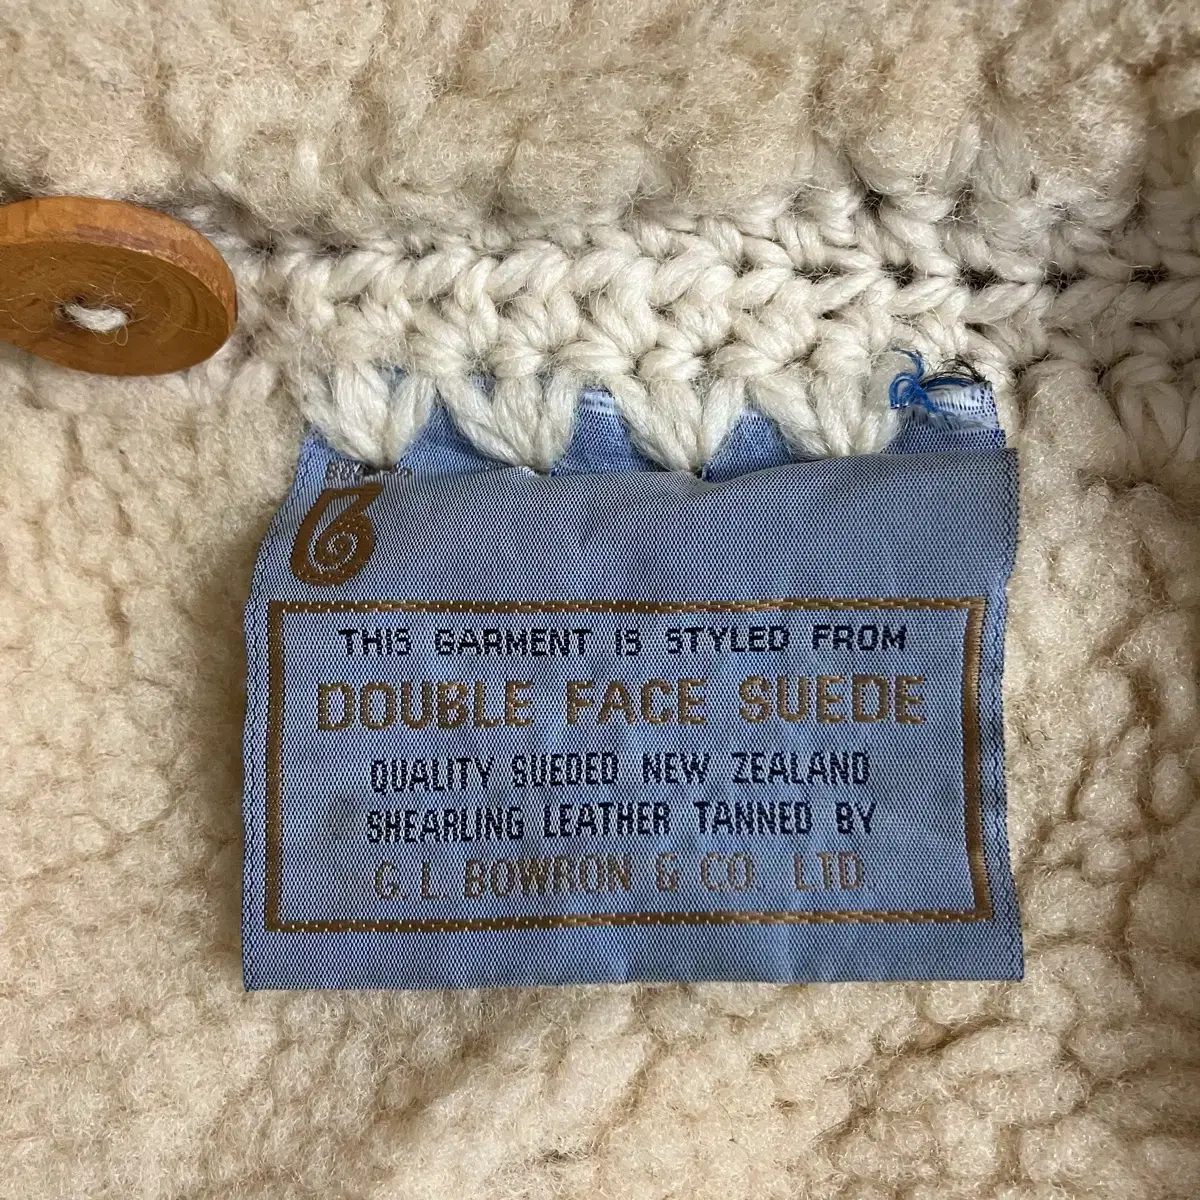 THIS GARMENT IS STYLED FROM
DOUBLE FACE SUEDE
QUALITY SUEDED NEW ZEALAND
SHEARLING LEATHER TANNED BY
G. L. BOWRON & CO. LTD.